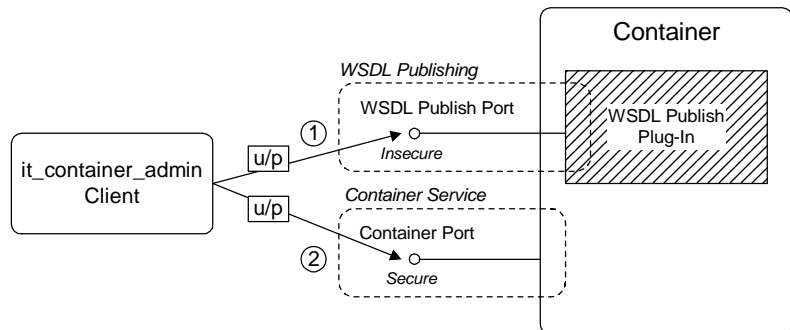 Container
WSDL Publishing
WSDL Publish Port
WSDL Publish
Plug-In
1
Insecure
u/p
it_container_admin
Client
Container Service
u/p
Container Port
2
Secure